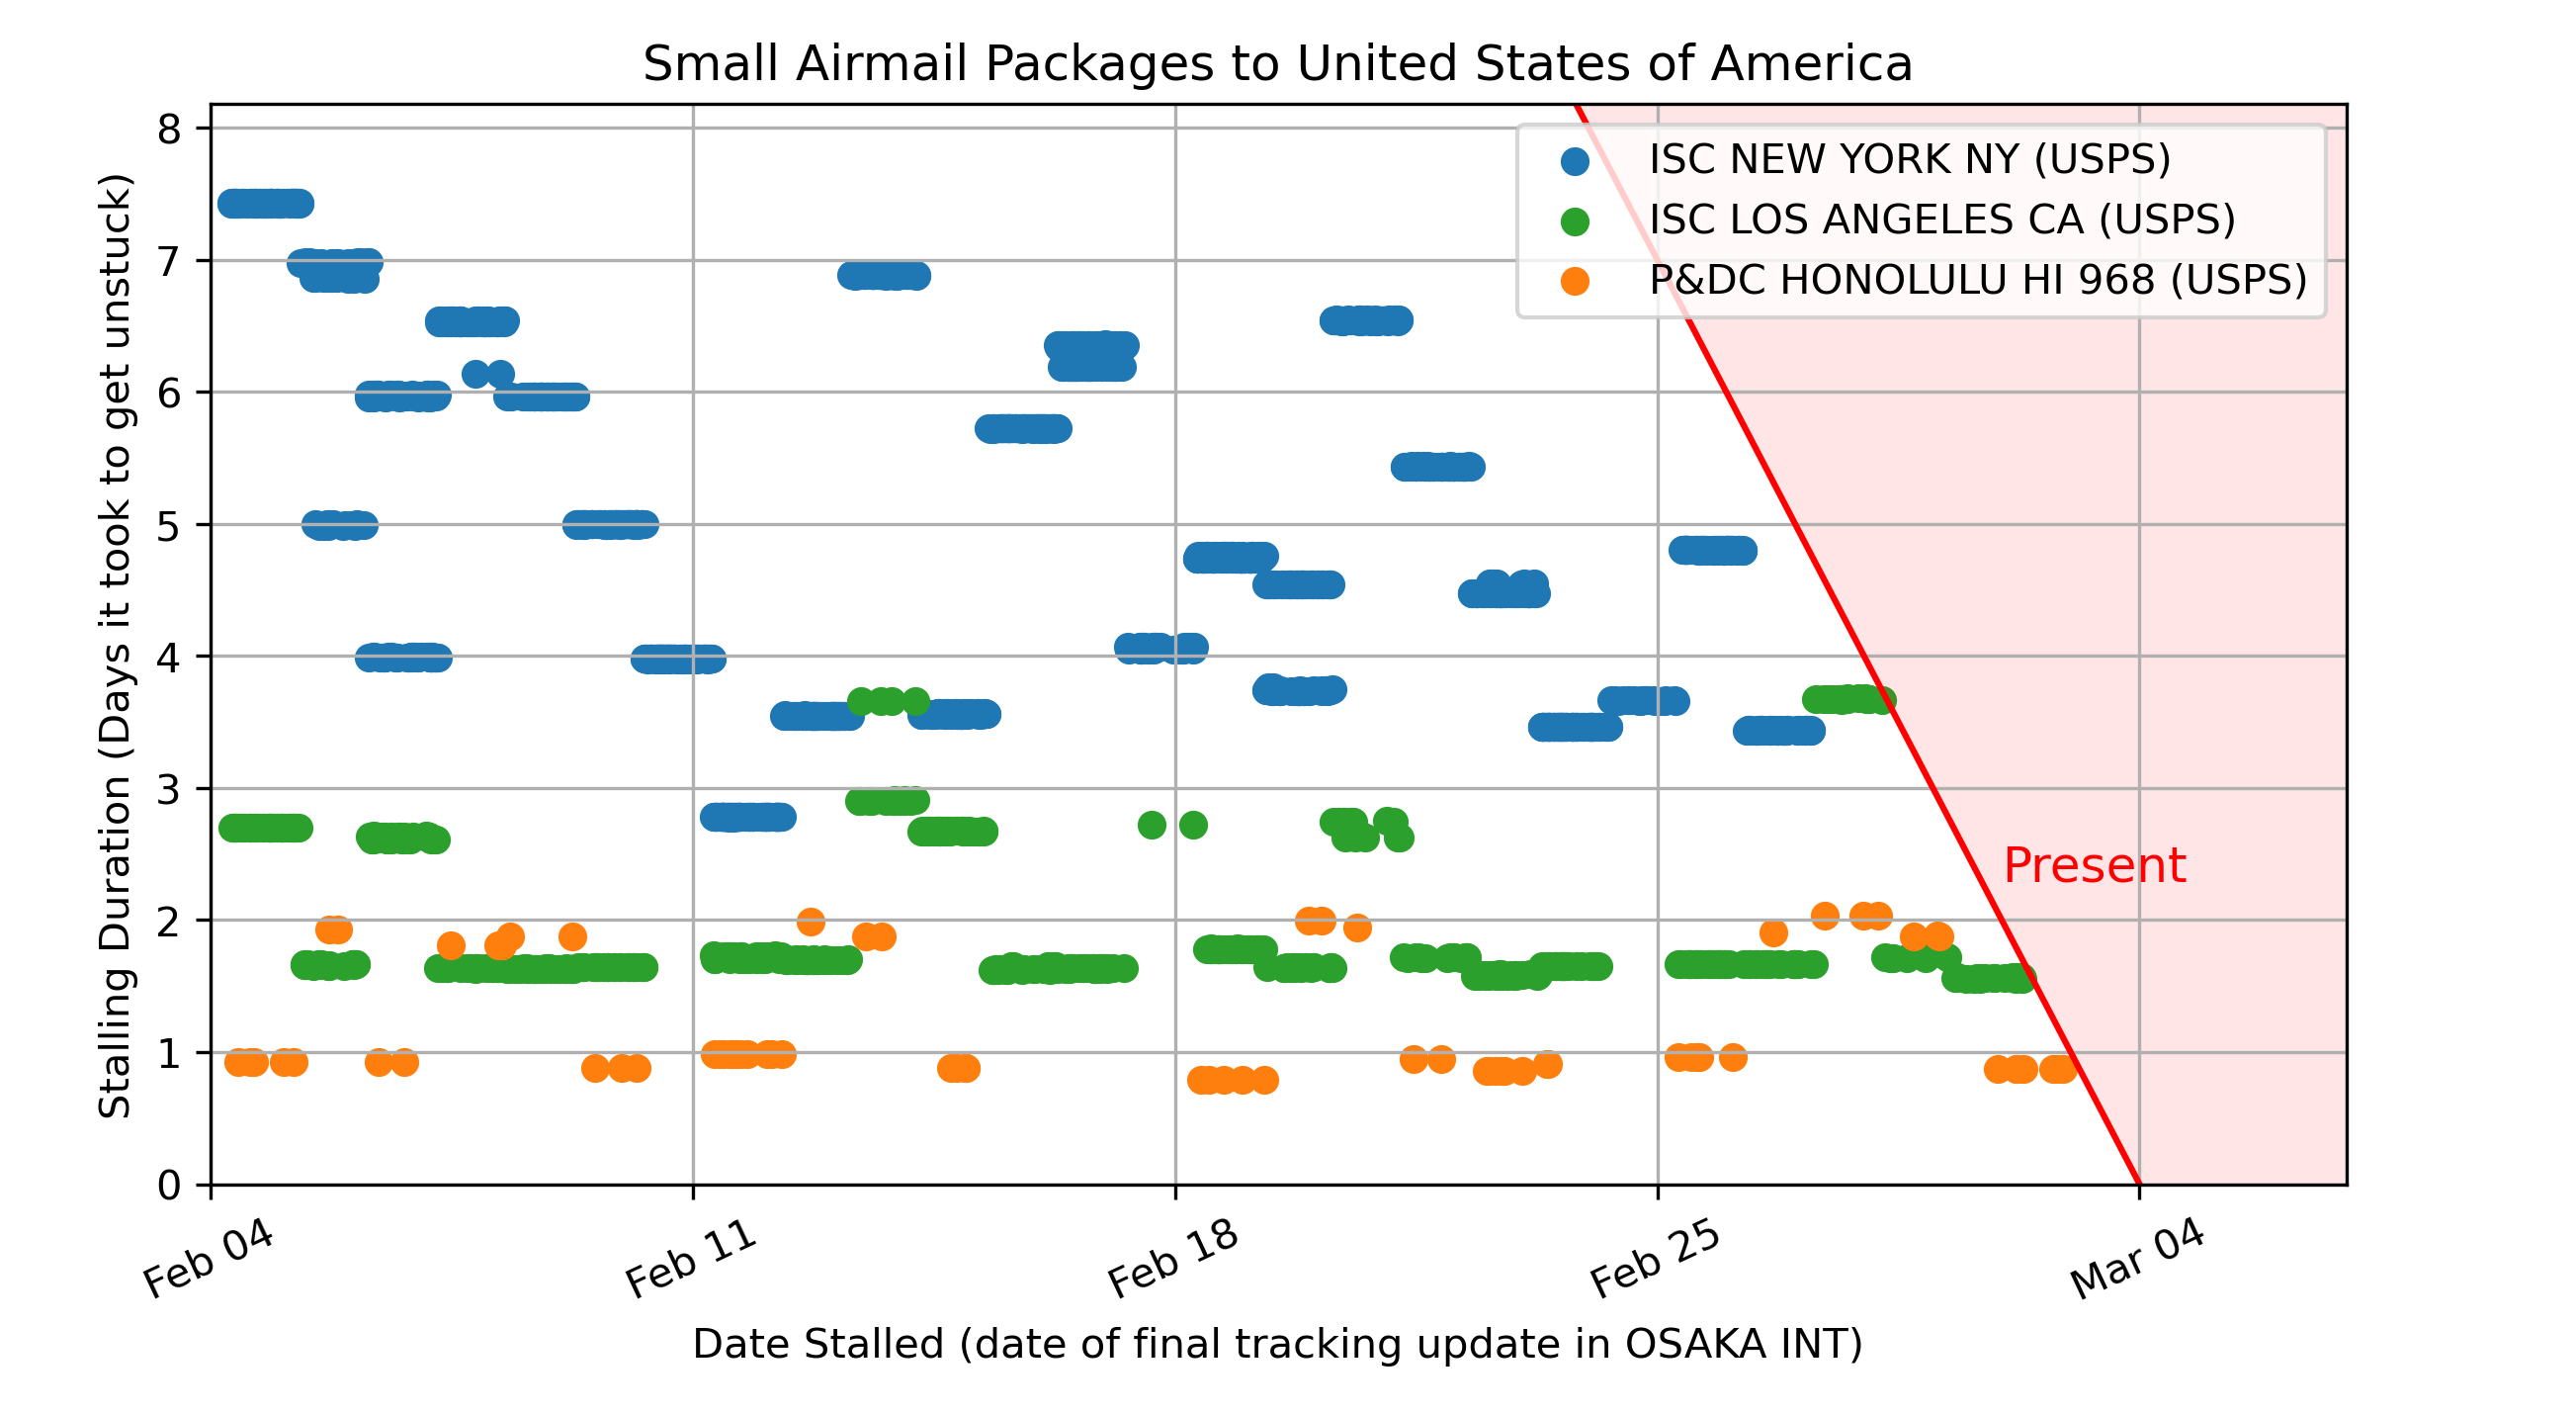 Small Airmail Packages to United States of America
Stalling Duration (Days it took to get unstuck)
8
7
6
5
4
3
2
1
0
ISC NEW YORK NY (USPS)
ISC LOS ANGELES CA (USPS)
P&DC HONOLULU HI 968 (USPS)
Present
Feb 04
Feb 11
Feb 18
Feb 25
Mar 04
Date Stalled (date of final tracking update in OSAKA INT)